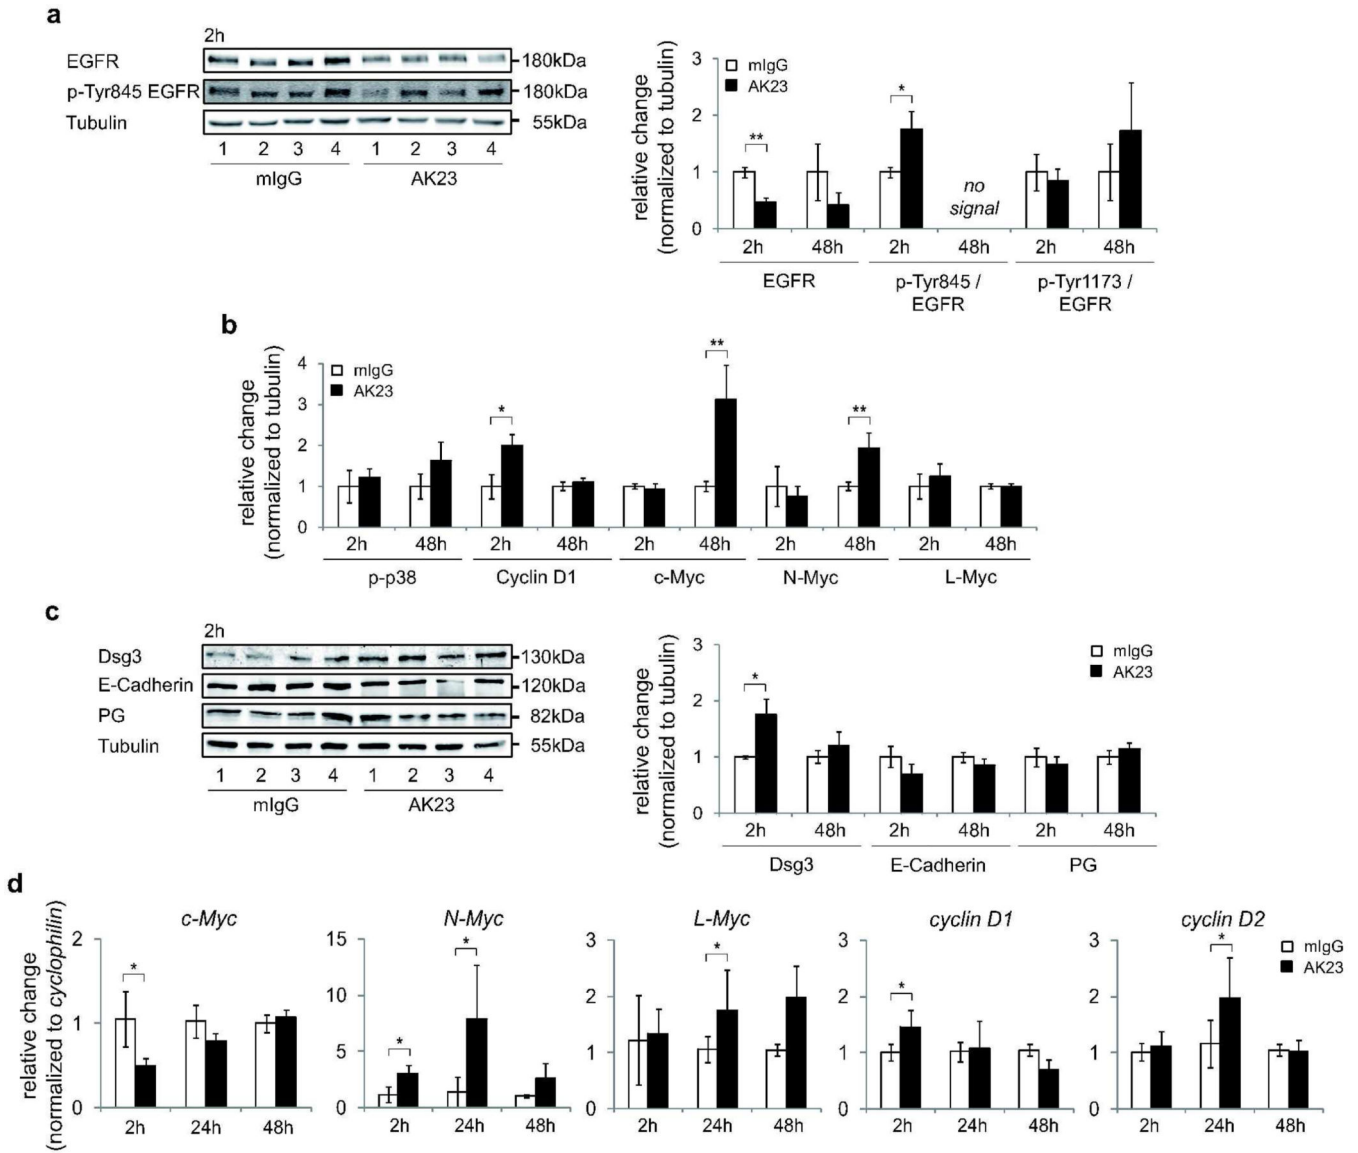 a
2h
EGFR
180kDa
p-Tyr845 EGFR
180kDa
Tubulin
55kDa
1 2 3 4 1 2 3 4
mIgG AK23
relative change
(normalized to tubulin)
3
2
1
0
mIgG
AK23
**
*
no
signal
2h 48h 2h 48h 2h 48h
EGFR p-Tyr845 / p-Tyr1173 /
EGFR EGFR
b
relative change
(normalized to tubulin)
4
3
2
1
0
mIgG
AK23
*
**
**
2h 48h 2h 48h 2h 48h 2h 48h 2h 48h
p-p38 Cyclin D1 c-Myc N-Myc L-Myc
c
2h
Dsg3
130kDa
E-Cadherin
120kDa
PG
82kDa
Tubulin
55kDa
1 2 3 4 1 2 3 4
mIgG AK23
relative change
(normalized to tubulin)
3
2
1
0
mIgG
AK23
*
2h 48h 2h 48h 2h 48h
Dsg3 E-Cadherin PG
d
relative change
(normalized to cyclophilin)
c-Myc
2
1
0
*
2h 24h 48h
N-Myc
15
10
5
0
*
*
2h 24h 48h
L-Myc
3
2
1
0
*
2h 24h 48h
cyclin D1
3
2
1
0
*
2h 24h 48h
cyclin D2
3
2
1
0
*
mIgG
AK23
2h 24h 48h